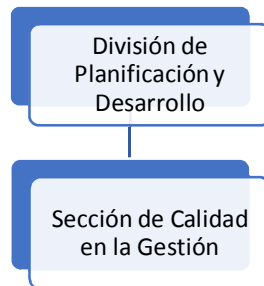 División de
Planificación y
Desarrollo
Sección de Calidad
en la Gestión